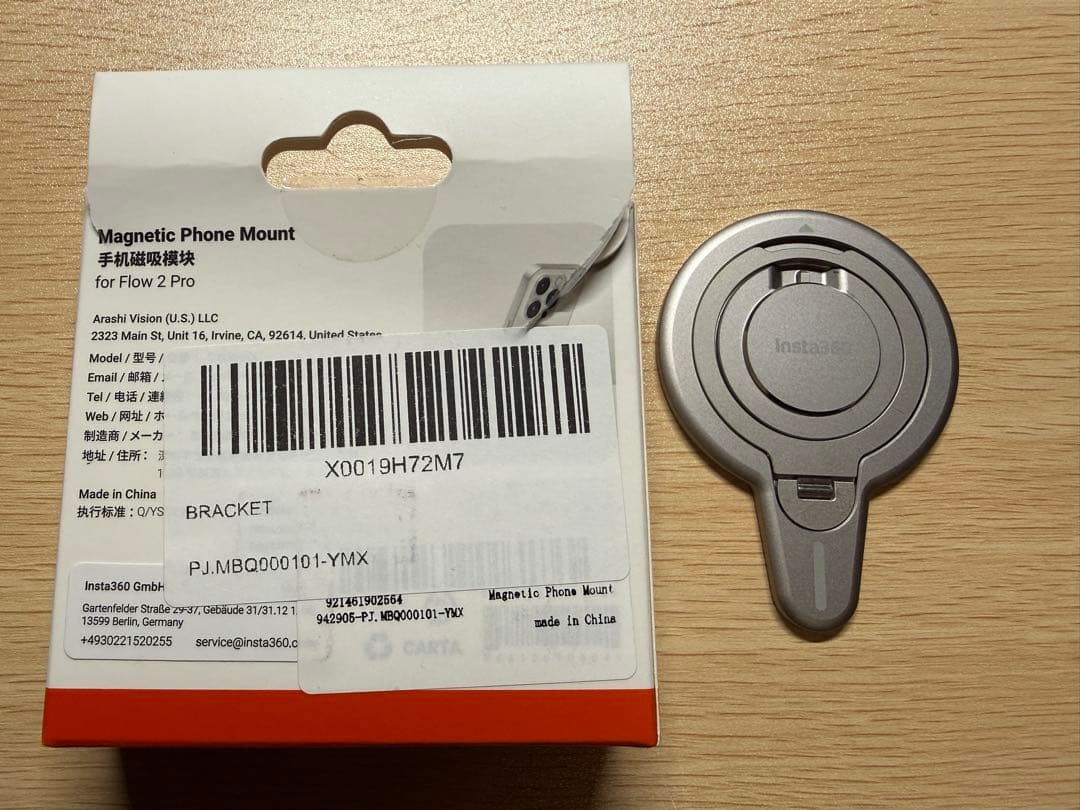 Magnetic Phone Mount
手机磁吸模块
for Flow 2 Pro
Arashi Vision (U.S.) LLC
2323 Main St, Unit 16, Irvine, CA, 92614, United States
Model / 型号 /
Email / 邮箱 /
Tel / 电话 / 連絡
Web / 网址 / ホ
制造商 / メーカ
地址 / 住所：
Made in China
执行标准：Q/YS
X0019H72M7
BRACKET
PJ.MBQ000101-YMX
Insta360 GmbH
Gartenfelder Straße 29-37, Gebäude 31/31.12 1.
13599 Berlin, Germany
+4930221520255 service@insta360.c
921461902564
942905-PJ.MBQ000101-YMX
Magnetic Phone Mount
made in China
CARTA
Insta360